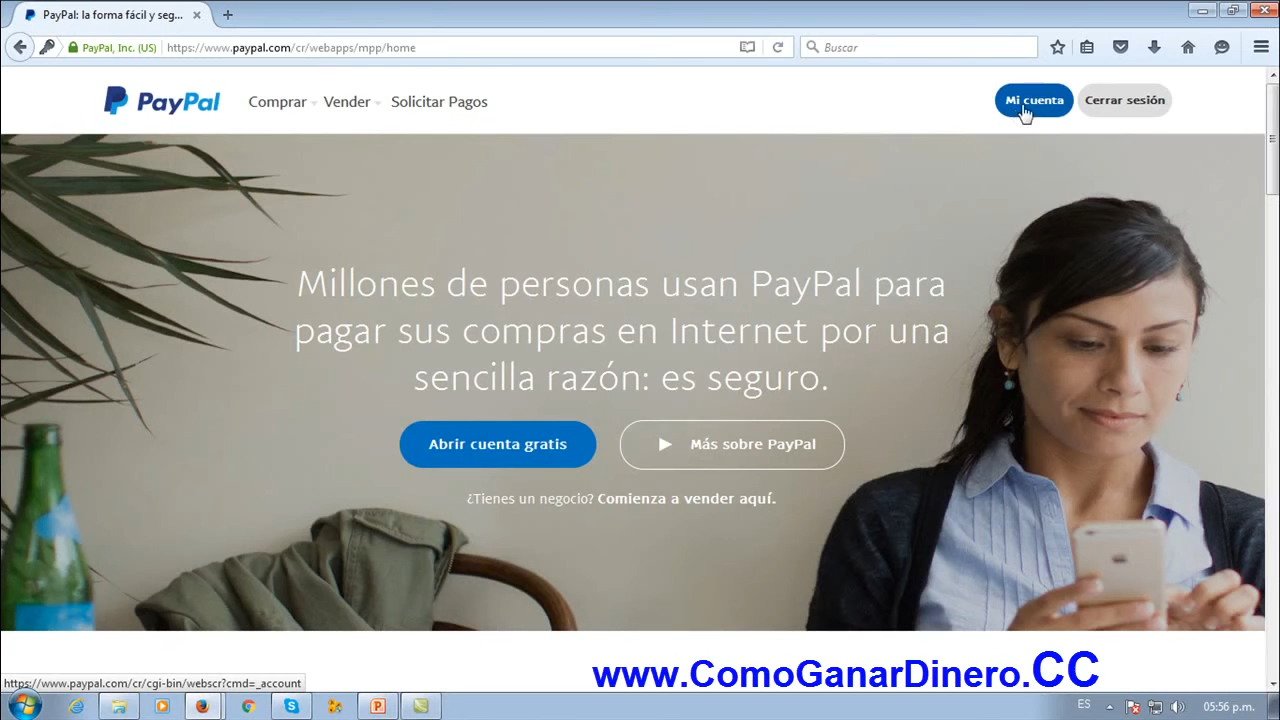 PayPal: la forma fácil y seg...
PayPal, Inc. (US)
https://www.paypal.com/cr/webapps/mpp/home
Buscar
PayPal
Comprar
Vender
Solicitar Pagos
Mi cuenta
Cerrar sesión
Millones de personas usan PayPal para
pagar sus compras en Internet por una
sencilla razón: es seguro.
Abrir cuenta gratis
Más sobre PayPal
¿Tienes un negocio? Comienza a vender aquí.
www.ComoGanarDinero.CC
https://www.paypal.com/cr/cgi-bin/webscr?cmd=_account
ES
05:56 p.m.